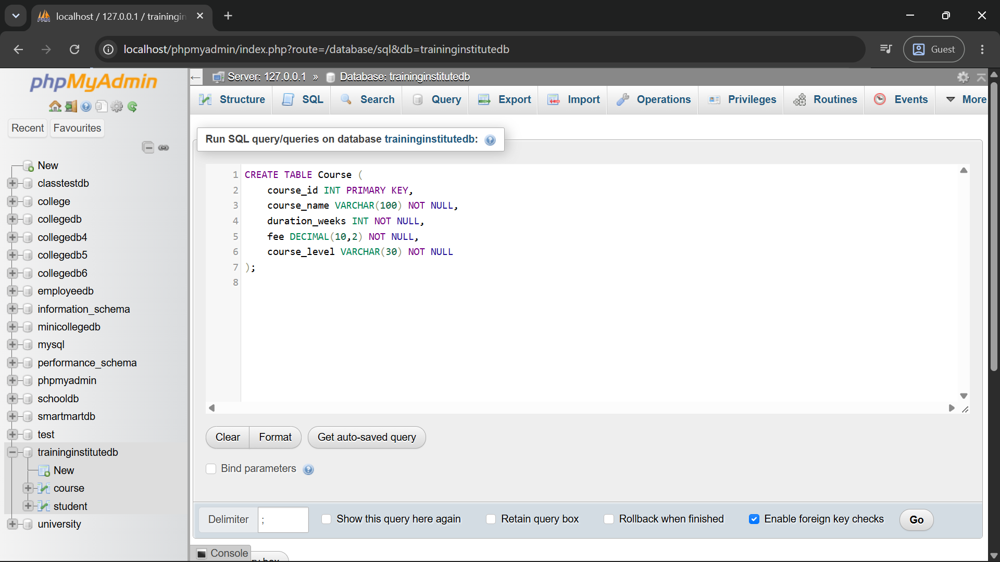 localhost / 127.0.0.1 / trainingin
localhost/phpmyadmin/index.php?route=/database/sql&db=traininginstitutedb
Guest
phpMyAdmin
Recent
Favourites
New
classtestdb
college
collegedb
collegedb4
collegedb5
collegedb6
employeedb
information_schema
minicollegedb
mysql
performance_schema
phpmyadmin
schooldb
smartmartdb
test
traininginstitutedb
New
course
student
university
Server: 127.0.0.1 » Database: traininginstitutedb
Structure SQL Search Query Export Import Operations Privileges Routines Events More
Run SQL query/queries on database traininginstitutedb:
1 CREATE TABLE Course (
2 course_id INT PRIMARY KEY,
3 course_name VARCHAR(100) NOT NULL,
4 duration_weeks INT NOT NULL,
5 fee DECIMAL(10,2) NOT NULL,
6 course_level VARCHAR(30) NOT NULL
7 );
8
Clear Format Get auto-saved query
Bind parameters
Delimiter ; Show this query here again Retain query box Rollback when finished Enable foreign key checks Go
Console